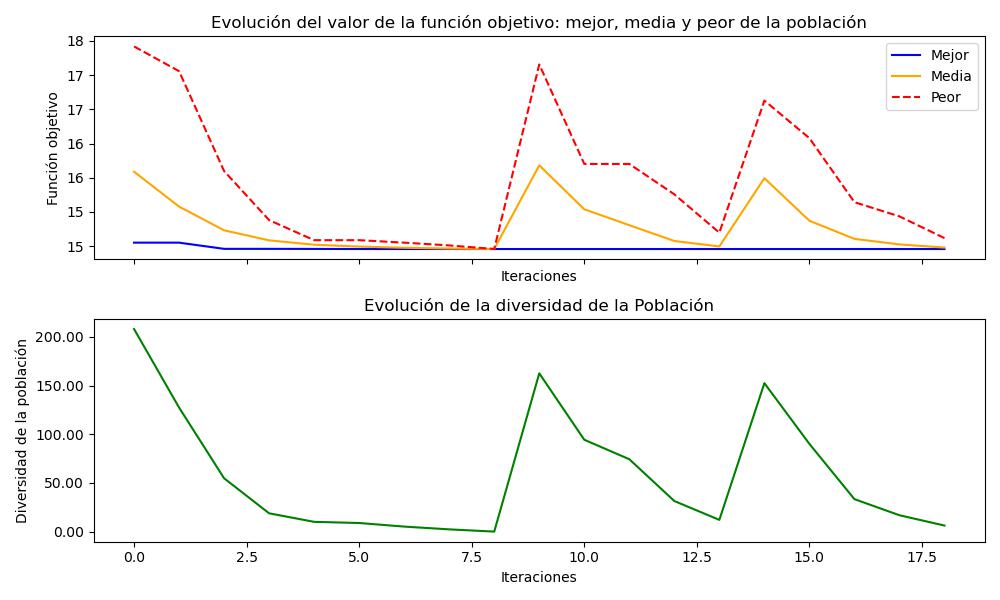 Evolución del valor de la función objetivo: mejor, media y peor de la población
18
17
17
16
16
15
15
Función objetivo
Mejor
Media
Peor
Iteraciones
Evolución de la diversidad de la Población
200.00
150.00
100.00
50.00
0.00
Diversidad de la población
0.0 2.5 5.0 7.5 10.0 12.5 15.0 17.5
Iteraciones